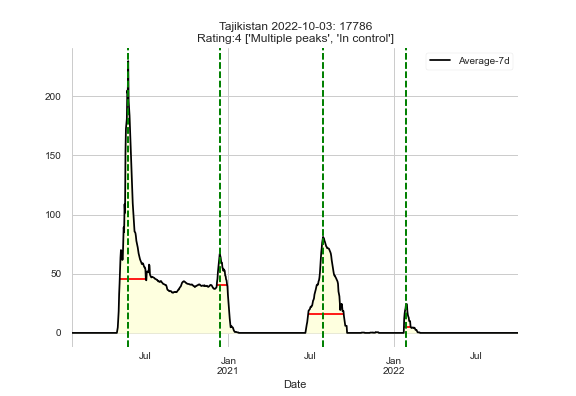 Tajikistan 2022-10-03: 17786
Rating:4 ['Multiple peaks', 'In control']
Average-7d
200
150
100
50
0
Jul
Jan
2021
Jul
Jan
2022
Jul
Date